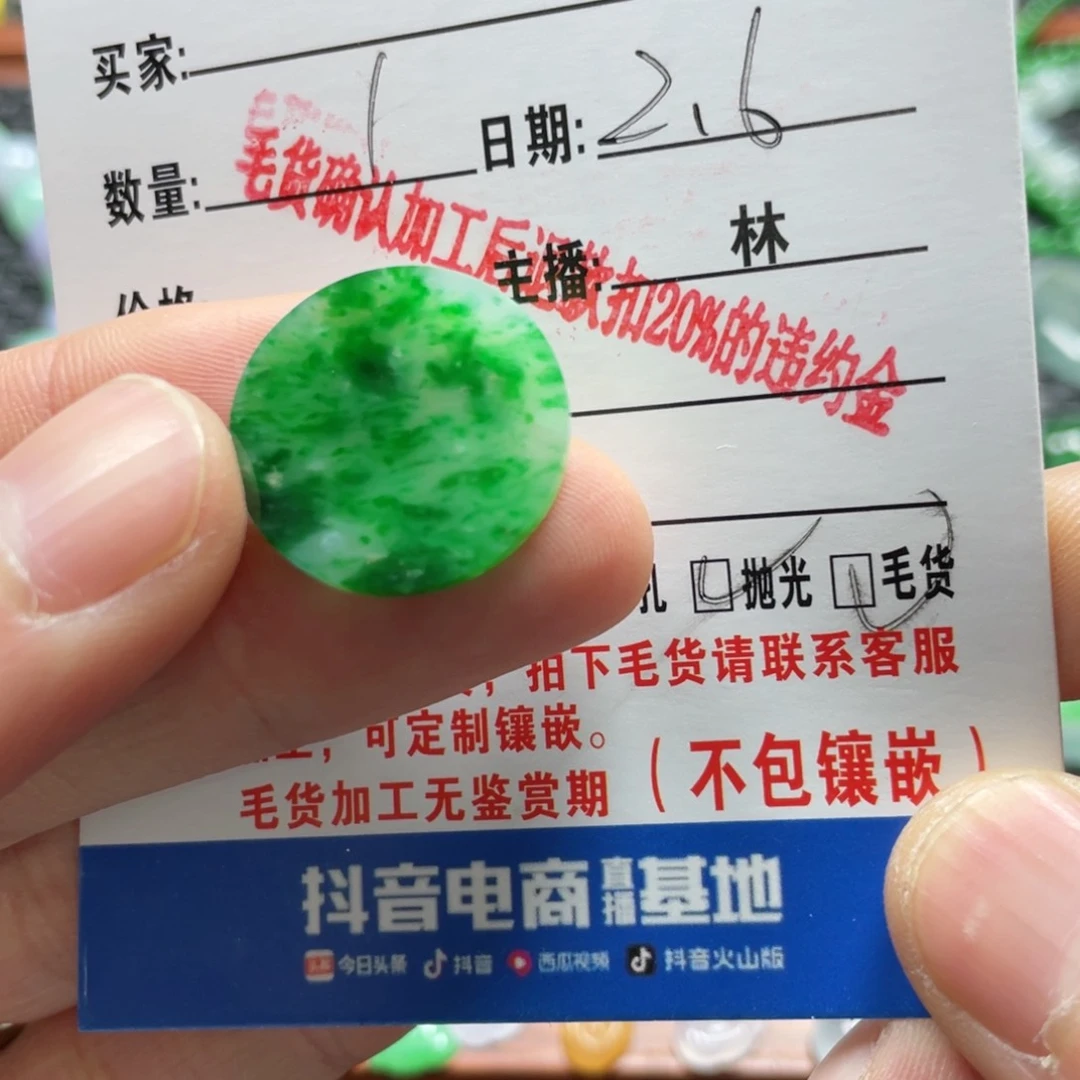 买家:
数量: 1 日期: 2.6
毛货确认加工后退款扣20%的违约金
主播: 林
价格
孔 □抛光 □毛货
，拍下毛货请联系客服
，可定制镶嵌。
毛货加工无鉴赏期 （不包镶嵌）
抖音电商直播基地
今日头条 抖音 西瓜视频 抖音火山版